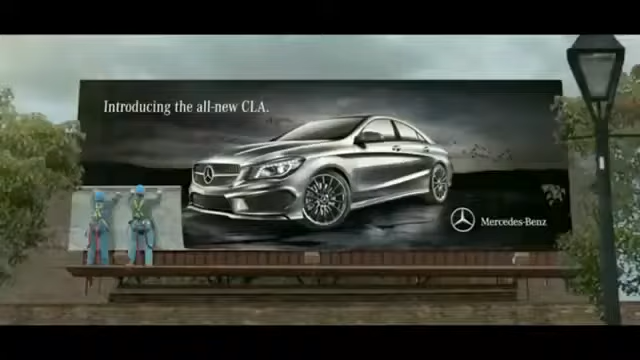 Introducing the all-new CLA.
Mercedes-Benz